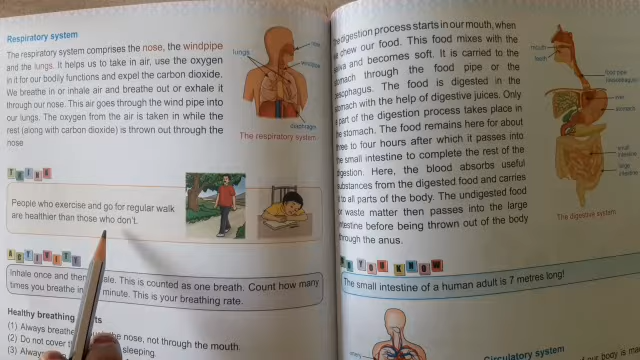 Respiratory system
The respiratory system comprises the nose, the windpipe
and the lungs. It helps us to take in air, use the oxygen
in it for our bodily functions and expel the carbon dioxide.
We breathe in or inhale air and breathe out or exhale it
through our nose. This air goes through the wind pipe into
our lungs. The oxygen from the air is taken in while the
rest (along with carbon dioxide) is thrown out through the
nose
lungs
nose
windpipe
diaphragm
The respiratory system
THINK
People who exercise and go for regular walk
are healthier than those who don't.
ACTIVITY
Inhale once and then. This is counted as one breath. Count how many
times you breathe in minute. This is your breathing rate.
Healthy breathing
(1) Always breathe the nose, not through the mouth.
(2) Do not cover sleeping.
(3) Always
The digestion process starts in our mouth, when
we chew our food. This food mixes with the
and becomes soft. It is carried to the
stomach through the food pipe or the
oesophagus. The food is digested in the
stomach with the help of digestive juices. Only
a part of the digestion process takes place in
the stomach. The food remains here for about
three to four hours after which it passes into
the small intestine to complete the rest of the
digestion. Here, the blood absorbs useful
substances from the digested food and carries
to all parts of the body. The undigested food
or waste matter then passes into the large
intestine before being thrown out of the body
through the anus.
mouth
teeth
food pipe
(oesophagus)
stomach
small
intestine
large
intestine
The digestive system
YOU KNOW
The small intestine of a human adult is 7 metres long!
Circulatory system
of our body is